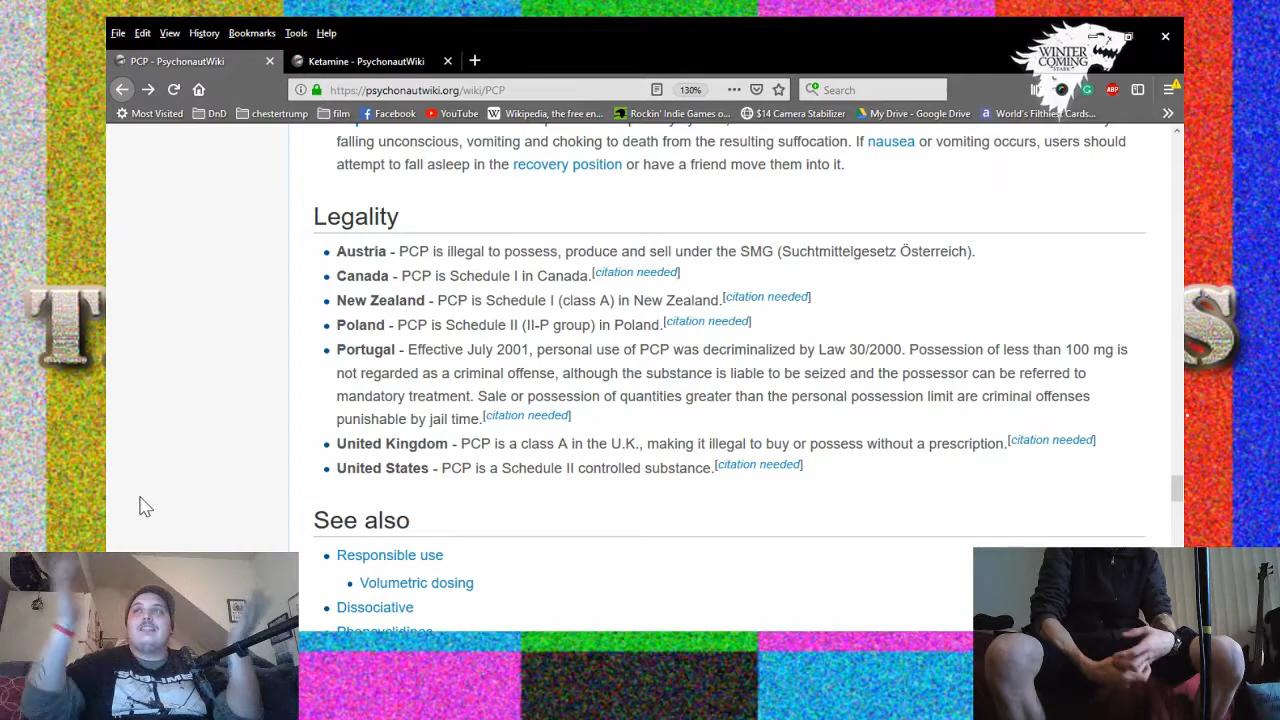 File Edit View History Bookmarks Tools Help
WINTER
COMING
STARK
PCP - PsychonautWiki
Ketamine - PsychonautWiki
https://psychonautwiki.org/wiki/PCP
130%
Search
ABP
Most Visited
DnD
chestertrump
film
Facebook
YouTube
Wikipedia, the free en...
Rockin' Indie Games o...
$14 Camera Stabilizer
My Drive - Google Drive
World's Filthiest Cards...
falling unconscious, vomiting and choking to death from the resulting suffocation. If nausea or vomiting occurs, users should
attempt to fall asleep in the recovery position or have a friend move them into it.
Legality
Austria - PCP is illegal to possess, produce and sell under the SMG (Suchtmittelgesetz Österreich).
Canada - PCP is Schedule I in Canada.[citation needed]
New Zealand - PCP is Schedule I (class A) in New Zealand.[citation needed]
Poland - PCP is Schedule II (II-P group) in Poland.[citation needed]
Portugal - Effective July 2001, personal use of PCP was decriminalized by Law 30/2000. Possession of less than 100 mg is
not regarded as a criminal offense, although the substance is liable to be seized and the possessor can be referred to
mandatory treatment. Sale or possession of quantities greater than the personal possession limit are criminal offenses
punishable by jail time.[citation needed]
United Kingdom - PCP is a class A in the U.K., making it illegal to buy or possess without a prescription.[citation needed]
United States - PCP is a Schedule II controlled substance.[citation needed]
See also
Responsible use
Volumetric dosing
Dissociative
T
S
SUBLIME